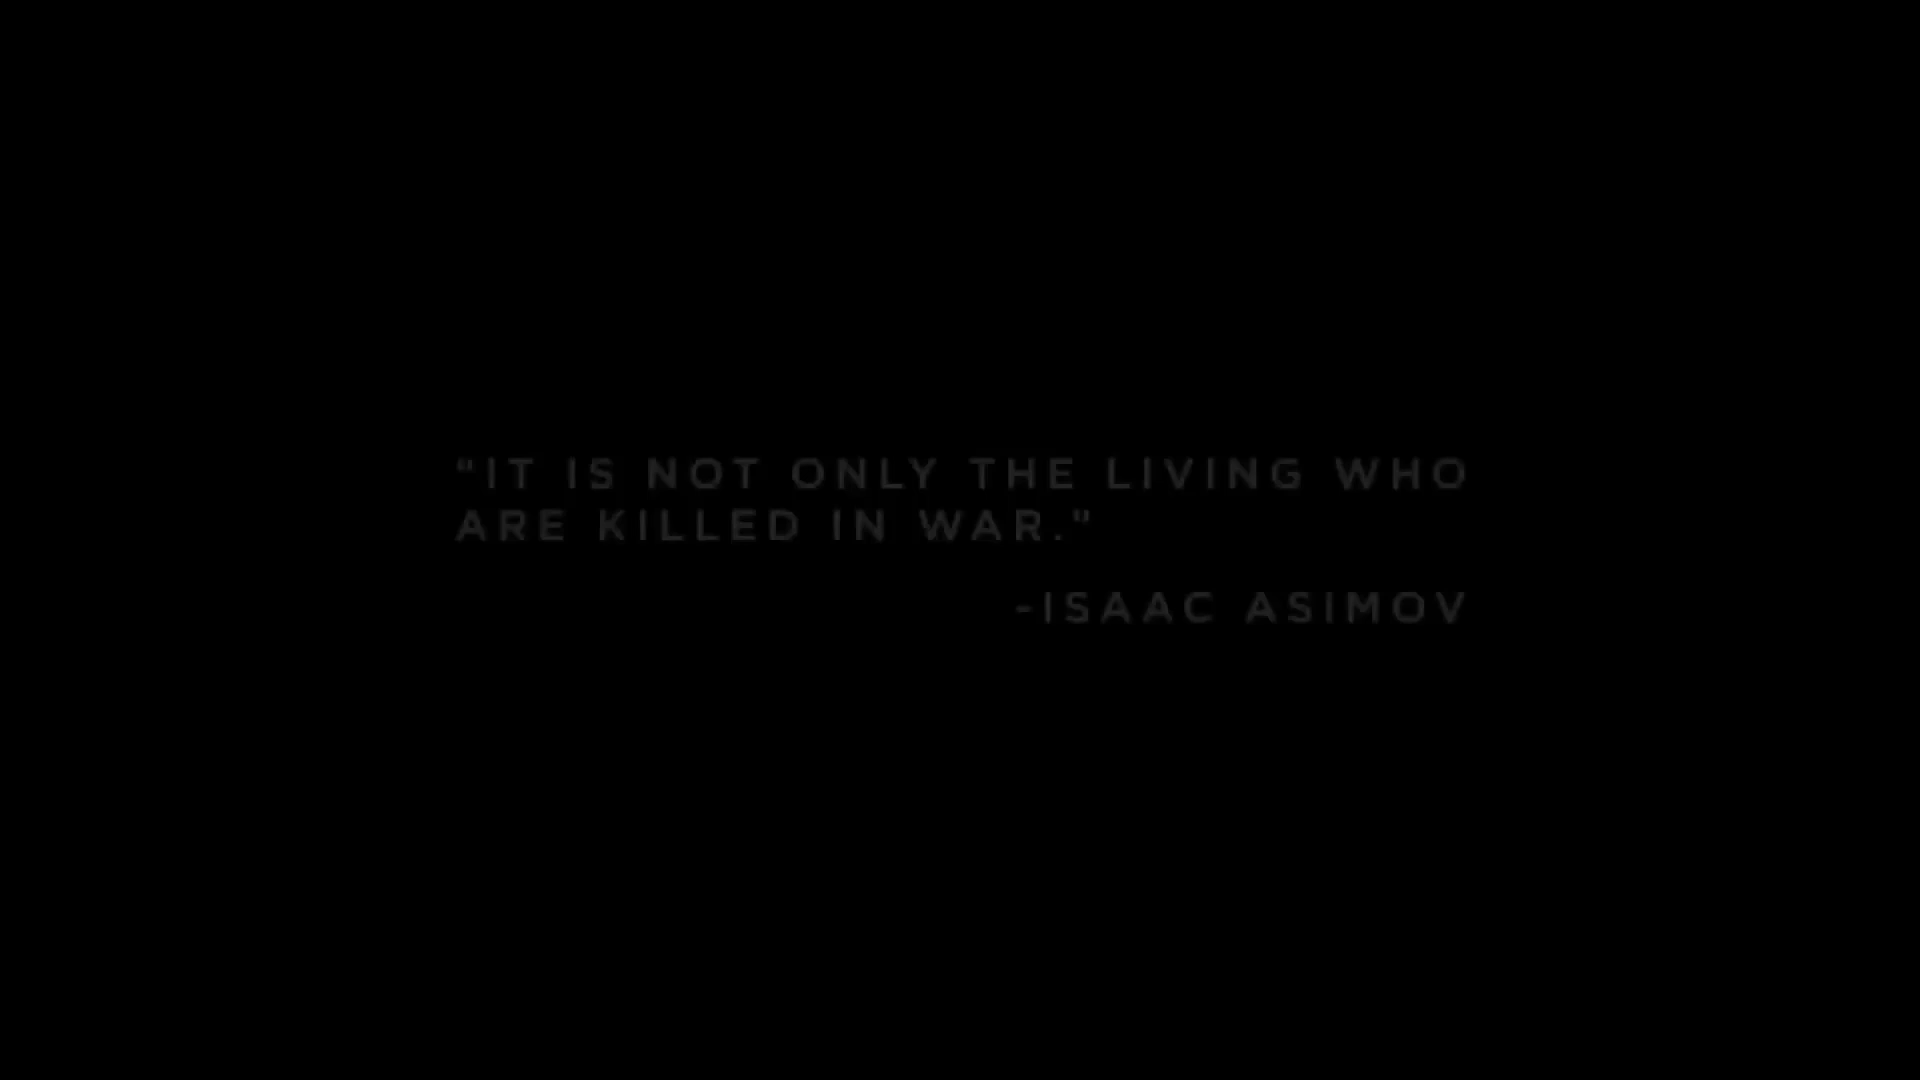 "IT IS NOT ONLY THE LIVING WHO
ARE KILLED IN WAR."
-ISAAC ASIMOV